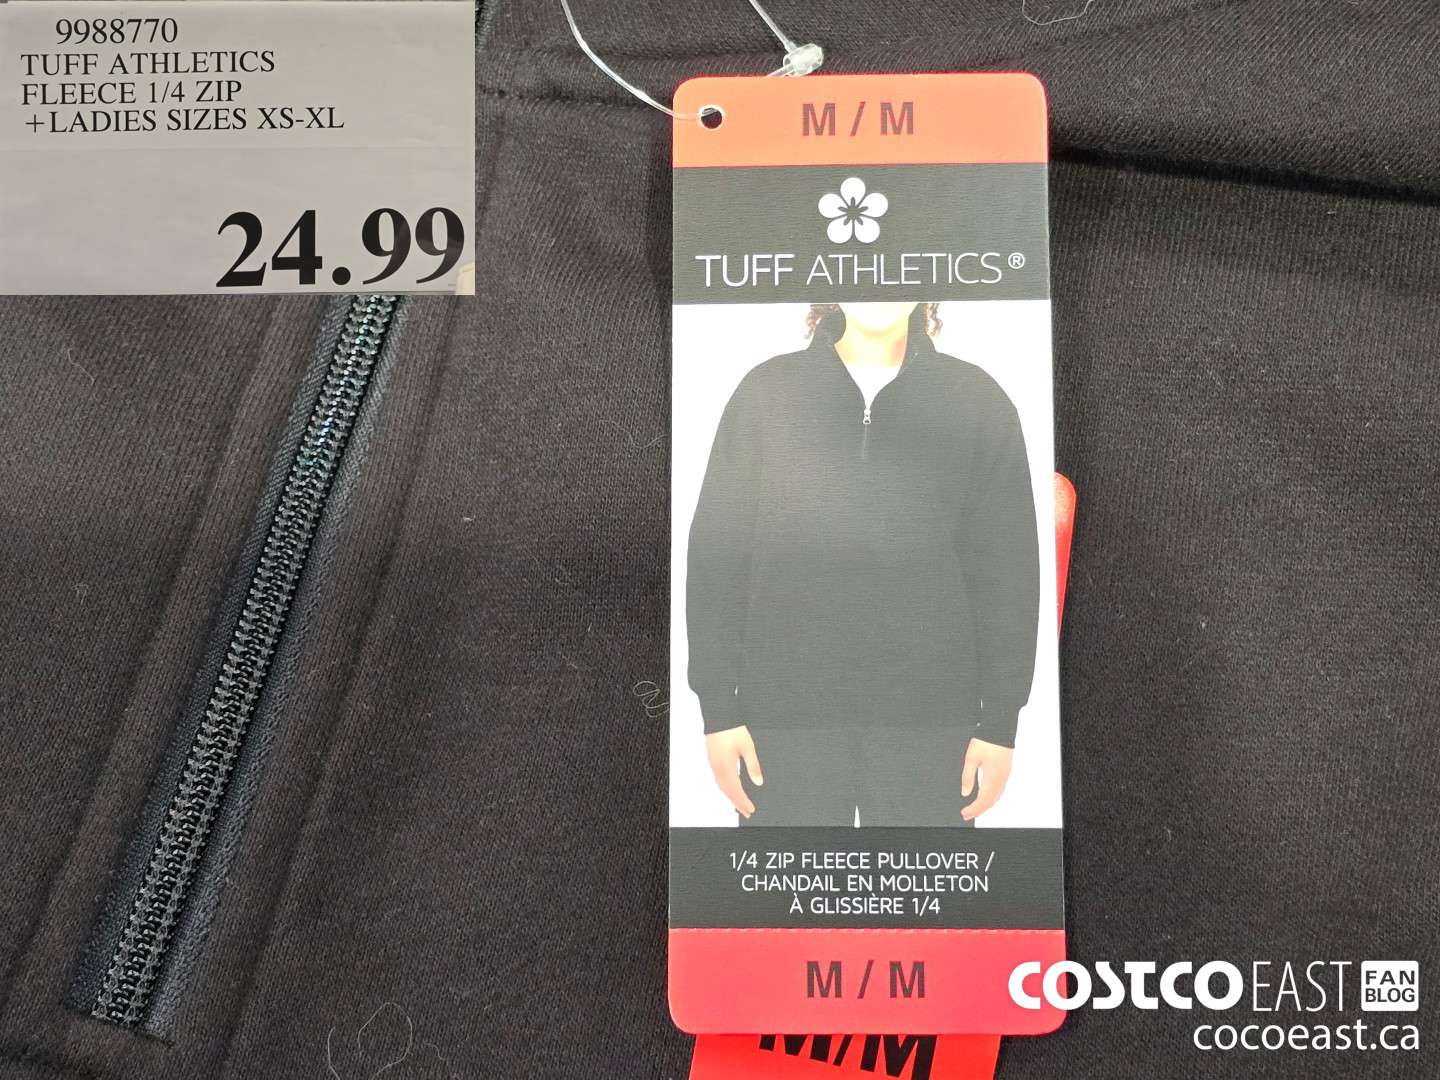 9988770
TUFF ATHLETICS
FLEECE 1/4 ZIP
+LADIES SIZES XS-XL
24.99
M / M
TUFF ATHLETICS®
1/4 ZIP FLEECE PULLOVER /
CHANDAIL EN MOLLETON
À GLISSIÈRE 1/4
M / M
M/M
COSTCO EAST FAN BLOG
cocoeast.ca